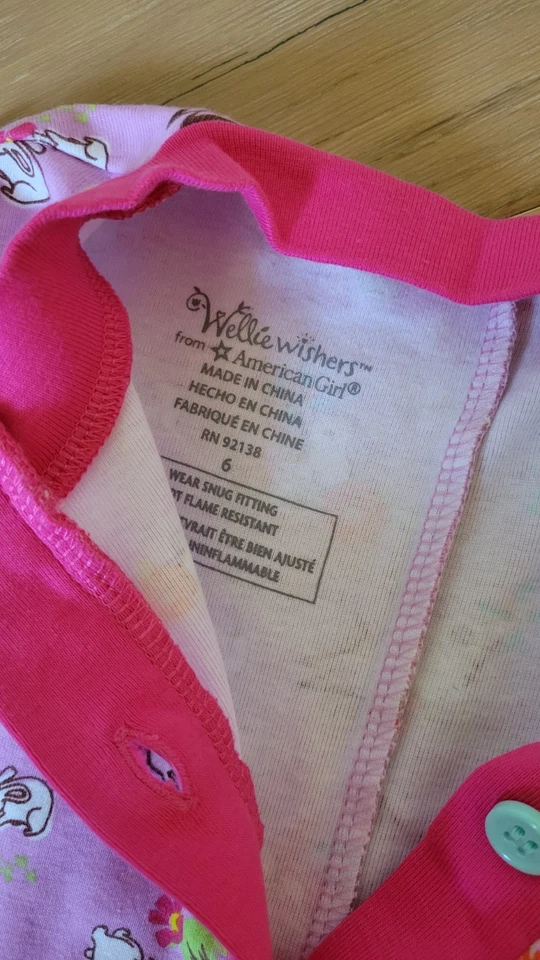 Wellie wishers™
from American Girl®
MADE IN CHINA
HECHO EN CHINA
FABRIQUÉ EN CHINE
RN 92138
6
WEAR SNUG FITTING
FLAME RESISTANT
ÊTRE BIEN AJUSTÉ